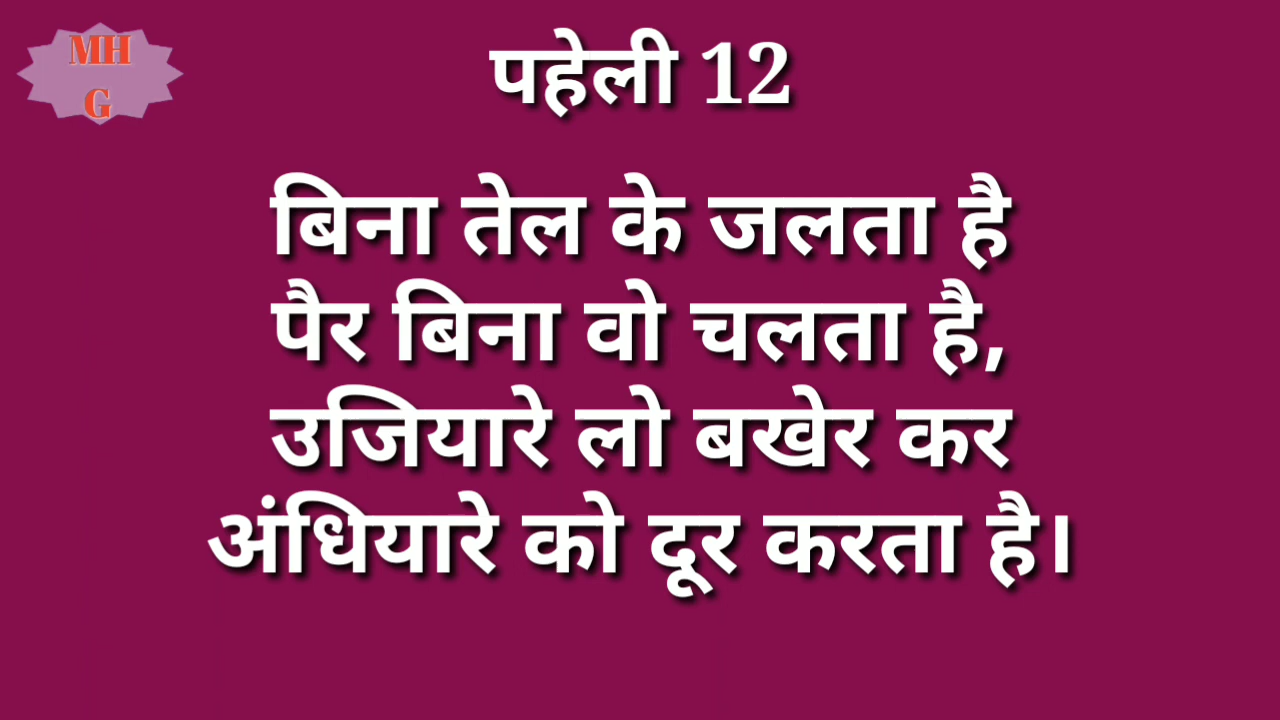 MH
G
पहेली 12
बिना तेल के जलता है
पैर बिना वो चलता है,
उजियारे लो बखेर कर
अंधियारे को दूर करता है।